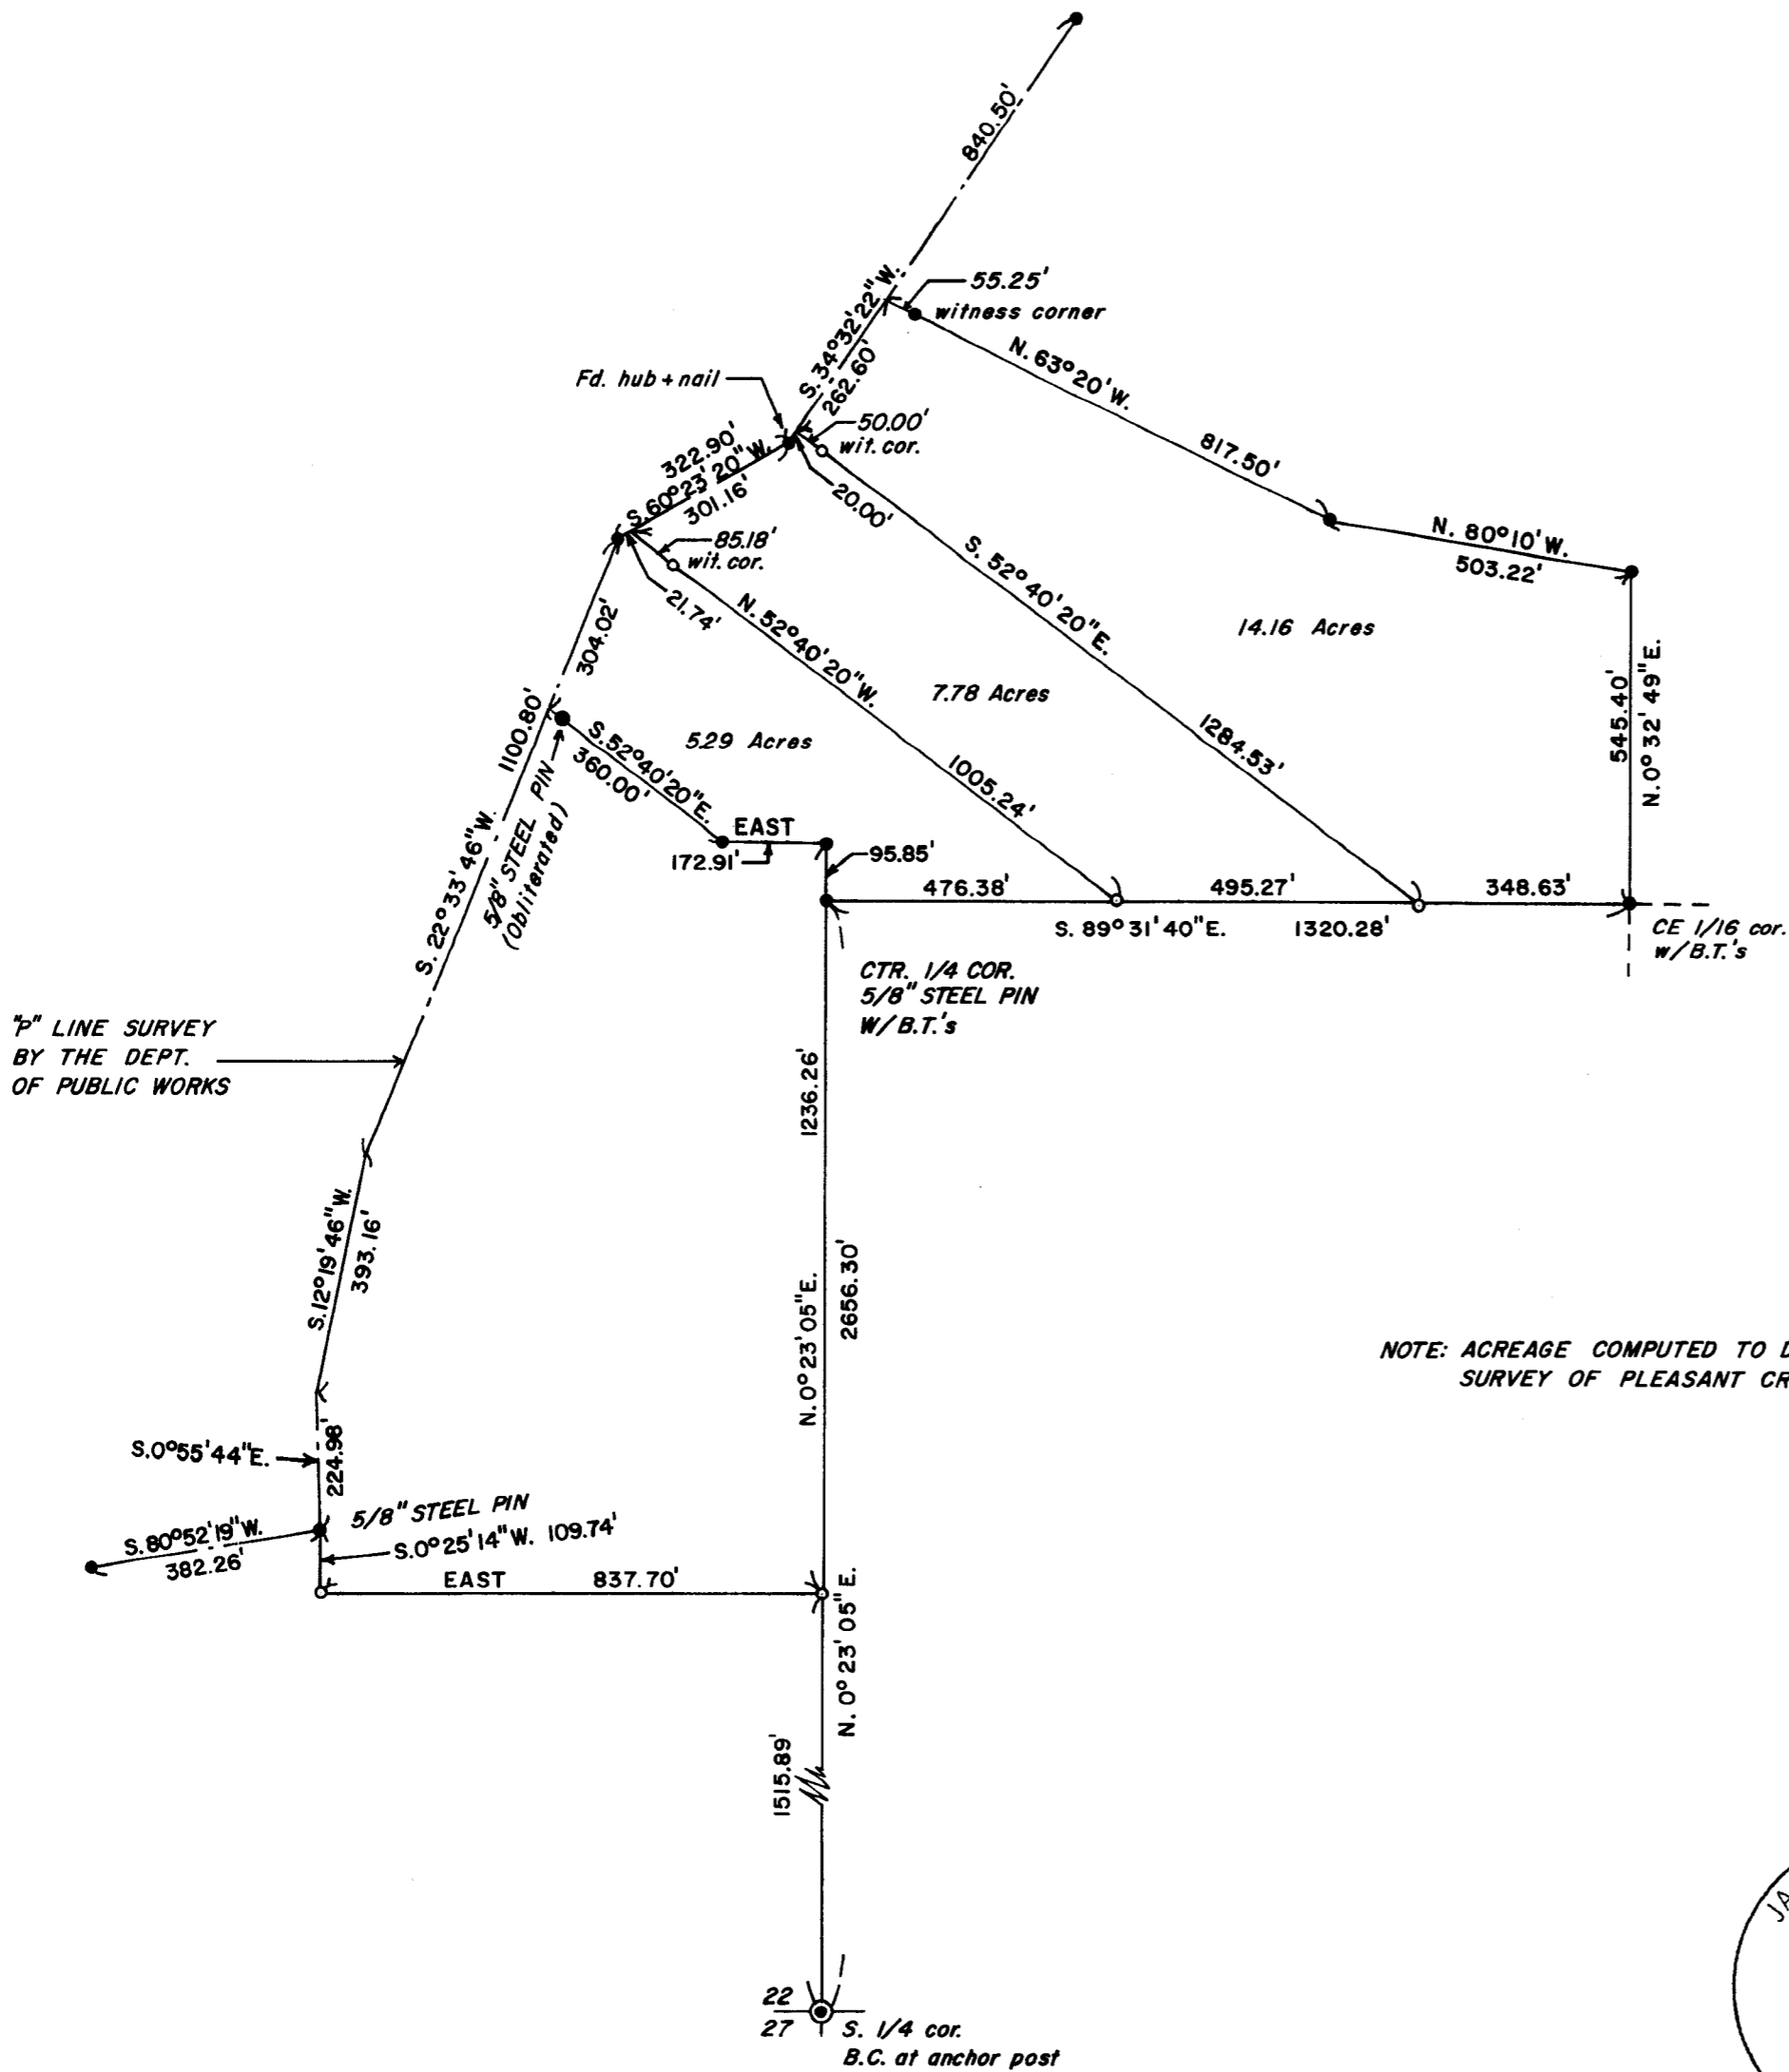 840.50'
55.25'
witness corner
S. 34°32'22"W.
262.60'
N. 63°20'W.
817.50'
Fd. hub + nail
50.00'
wit. cor.
322.90'
S. 60°23'20"W.
301.16'
20.00'
85.18'
wit. cor.
21.74'
N. 80°10'W.
503.22'
S. 52°40'20"E.
1284.53'
14.16 Acres
N. 52°40'20"W.
1005.24'
7.78 Acres
545.40'
N. 0°32'49"E.
304.02'
1100.80'
S. 22°33'46"W.
5/8" STEEL PIN
(Obliterated)
S. 52°40'20"E.
360.00'
5.29 Acres
EAST
172.91'
95.85'
476.38'
495.27'
348.63'
S. 89°31'40"E.
1320.28'
CE 1/16 cor.
w/B.T.'s
CTR. 1/4 COR.
5/8" STEEL PIN
W/B.T.'s
"P" LINE SURVEY
BY THE DEPT.
OF PUBLIC WORKS
1236.26'
N. 0°23'05"E.
2656.30'
S. 12°19'46"W.
393.16'
NOTE: ACREAGE COMPUTED TO
SURVEY OF PLEASANT
S. 0°55'44"E.
224.98'
5/8" STEEL PIN
S. 0°25'14"W. 109.74'
S. 80°52'19"W.
382.26'
EAST 837.70'
N. 0°23'05"E.
1515.89'
22
27
S. 1/4 cor.
B.C. at anchor post
JA